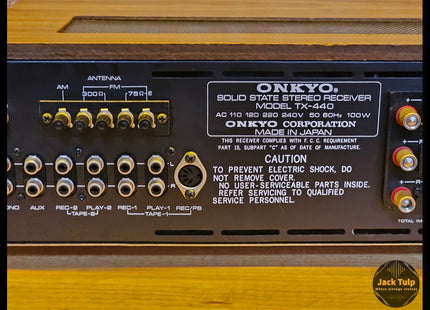 ANTENNA
AM
FM
300Ω
75Ω
ONKYO®
SOLID STATE STEREO RECEIVER
MODEL TX-440
AC 110 120 220 240V 50 60Hz 100W
ONKYO CORPORATION
MADE IN JAPAN
THIS RECEIVER COMPLIES WITH F.C.C. REQUIREMENT
PART 15, SUBPART "C" AS OF DATE OF MANUFACTURE.
CAUTION
TO PREVENT ELECTRIC SHOCK, DO
NOT REMOVE COVER.
NO USER-SERVICEABLE PARTS INSIDE.
REFER SERVICING TO QUALIFIED
SERVICE PERSONNEL.
L
R
AUX
REC-2
PLAY-2
TAPE-2
REC-1
PLAY-1
TAPE-1
REC/PB
TOTAL
Jack Tulp
Where vintage revives